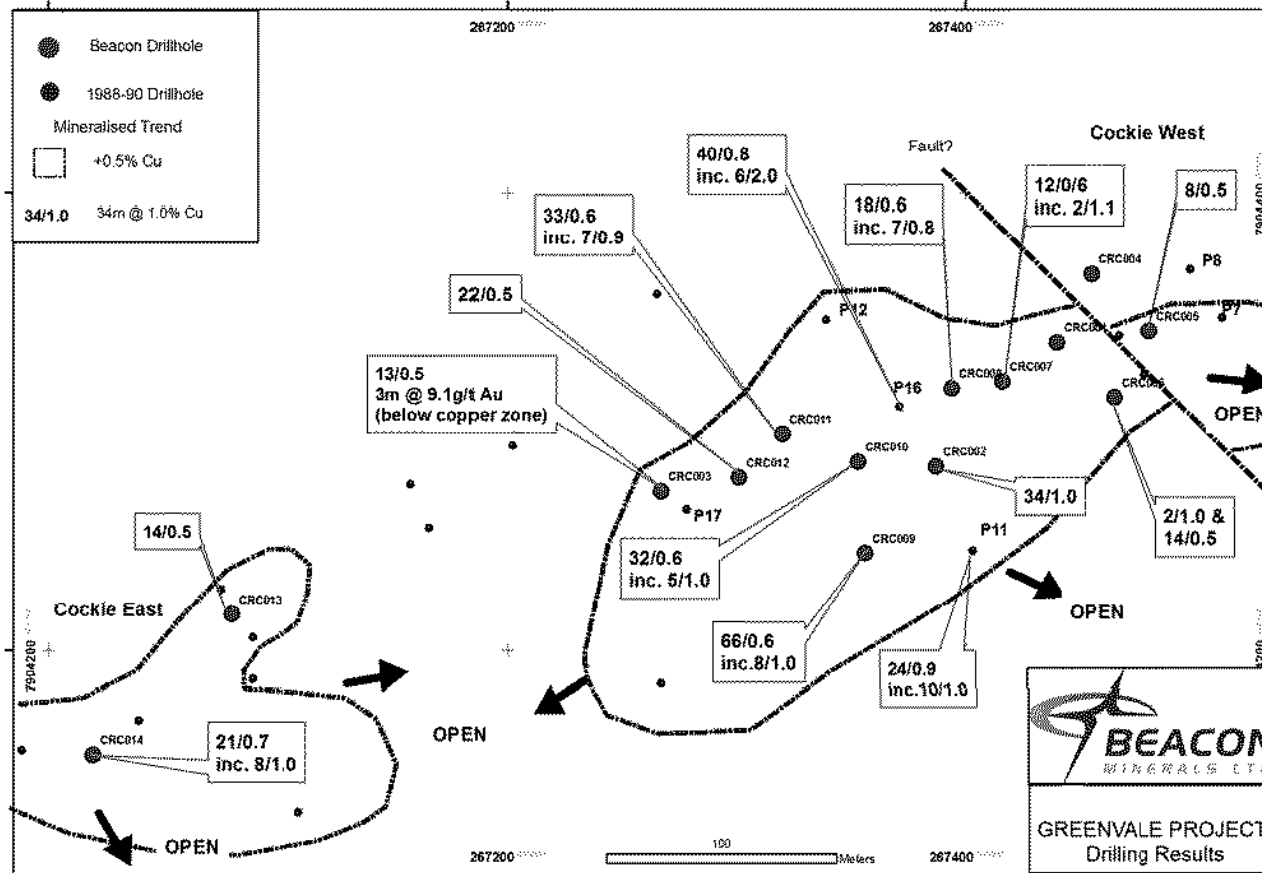 267200
267400
Beacon Drillhole
1988-90 Drillhole
Mineralised Trend
+0.5% Cu
34/1.0 34m @ 1.0% Cu
Cockie West
Fault?
40/0.8
inc. 6/2.0
12/0/6
inc. 2/1.1
8/0.5
18/0.6
inc. 7/0.8
33/0.6
inc. 7/0.9
22/0.5
7904400
CRC004
P8
P12
CRC005
P7
13/0.5
3m @ 9.1g/t Au
(below copper zone)
CRC007
P16
OPEN
CRC011
CRC010
CRC002
CRC012
CRC003
34/1.0
P17
2/1.0 &
14/0.5
14/0.5
P11
32/0.6
inc. 5/1.0
CRC009
Cockie East
CRC013
OPEN
7904200
66/0.6
inc.8/1.0
24/0.9
inc.10/1.0
OPEN
CRC014
21/0.7
inc. 8/1.0
BEACON
MINERALS LT
OPEN
GREENVALE PROJECT
Drilling Results
267200
100
Meters
267400